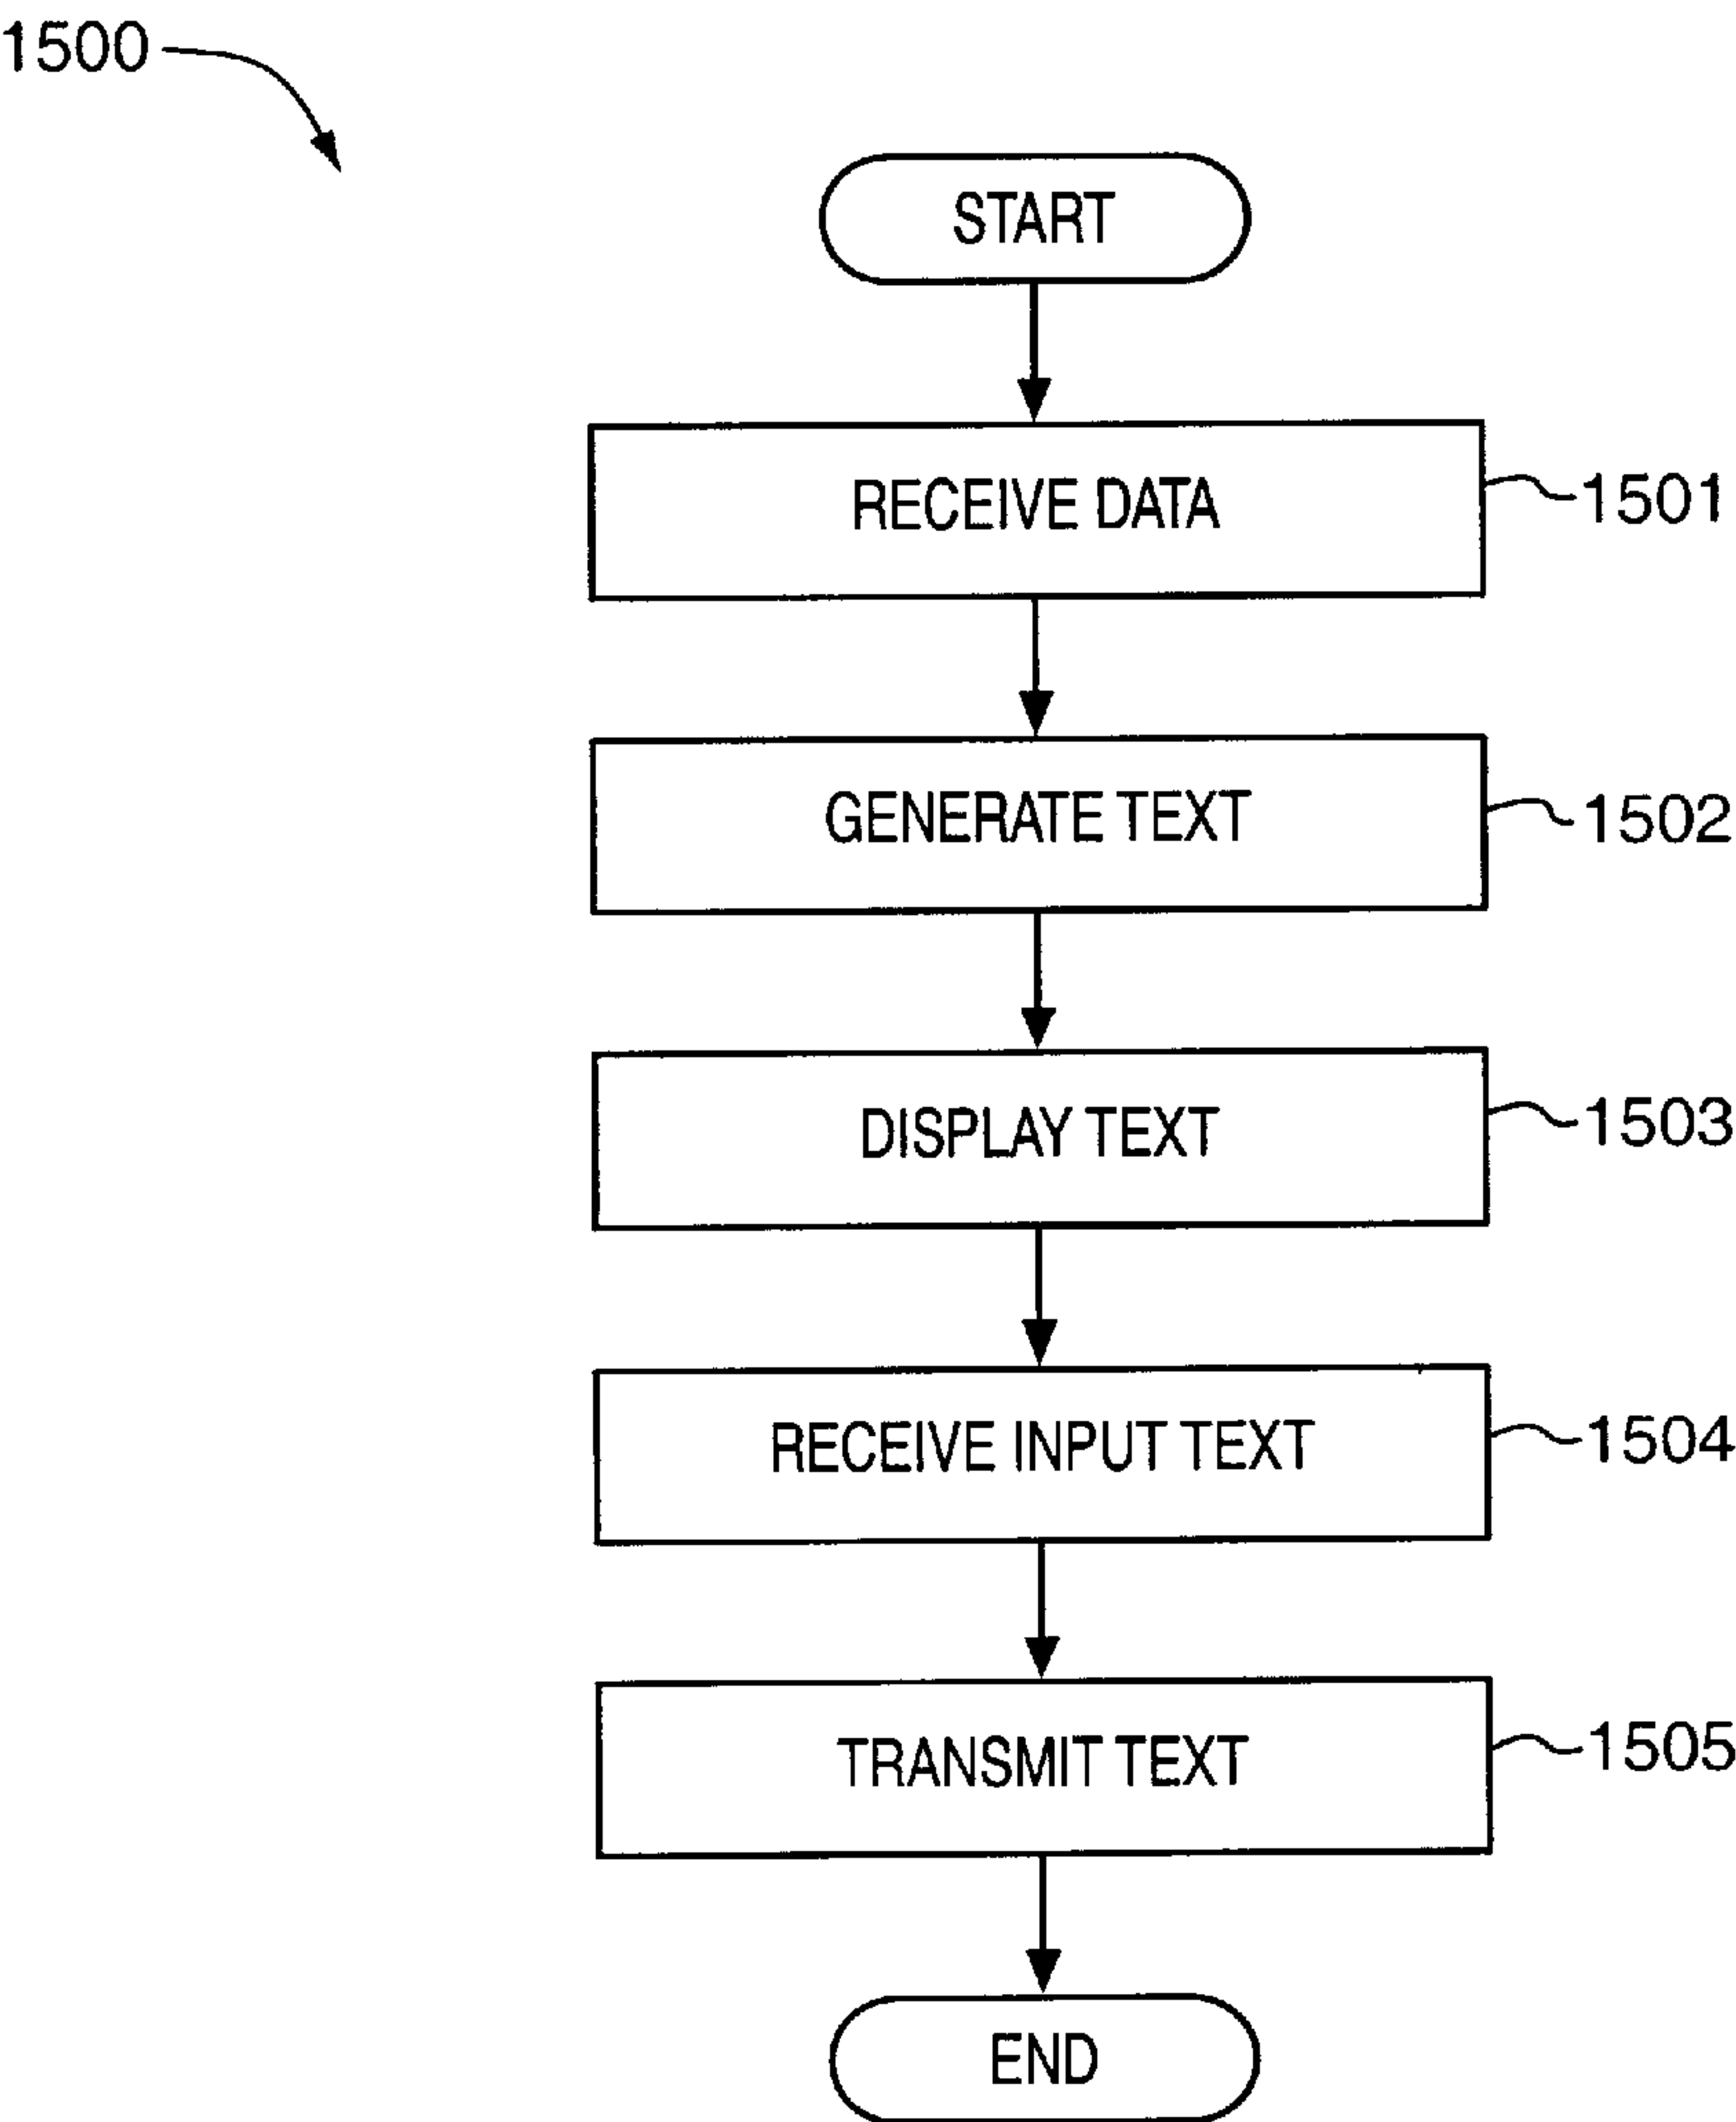 1500
START
RECEIVE DATA
1501
GENERATE TEXT
1502
DISPLAY TEXT
1503
RECEIVE INPUT TEXT
1504
TRANSMIT TEXT
1505
END